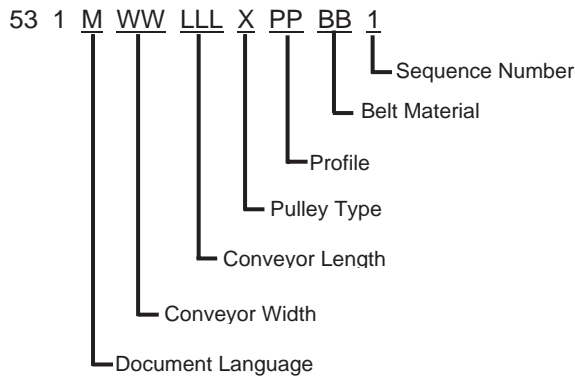 53 1 M WW LLL X PP BB 1
Sequence Number
Belt Material
Profile
Pulley Type
Conveyor Length
Conveyor Width
Document Language